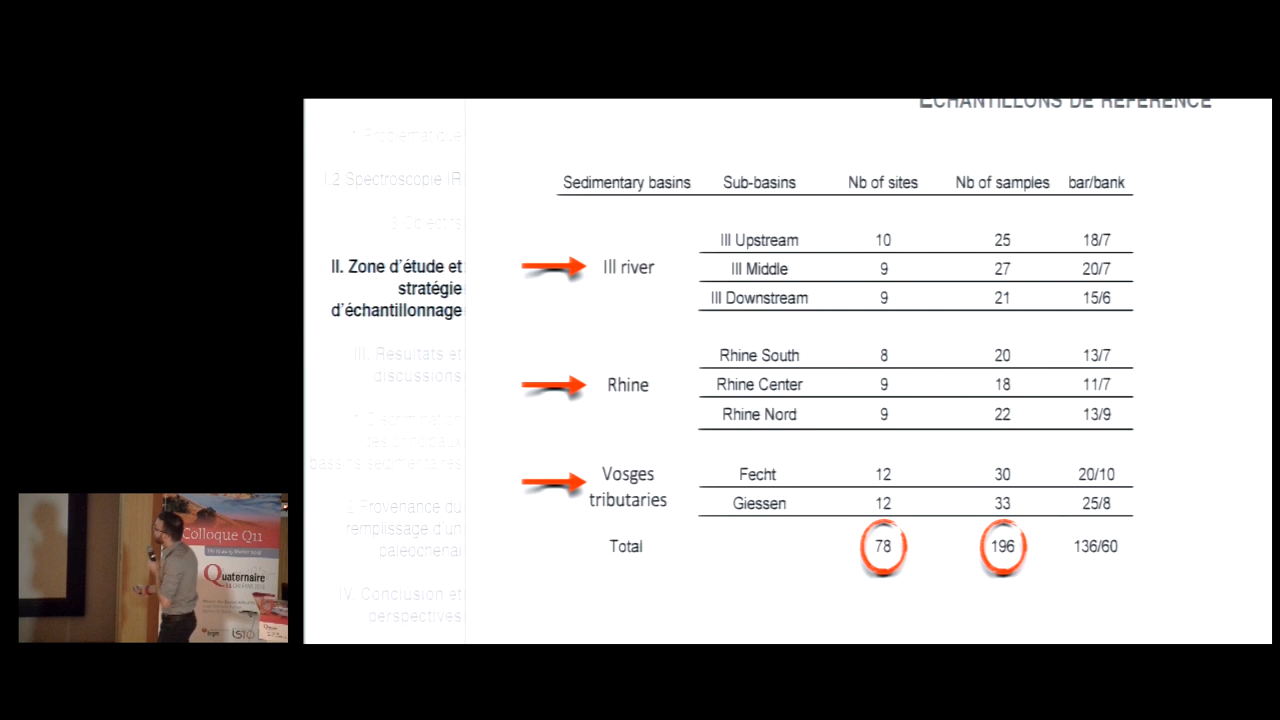 ÉCHANTILLONS DE RÉFÉRENCE
1. Problématique
I.2 Spectroscopie IR
3. Objectifs
II. Zone d'étude et
stratégie
d'échantillonnage
III. Résultats et
discussions
1. Discrimination
des principaux
bassins sédimentaires
2. Provenance du
remplissage d'un
paléochenal
IV. Conclusion et
perspectives
Sedimentary basins Sub-basins Nb of sites Nb of samples bar/bank
Ill river
Ill Upstream 10 25 18/7
Ill Middle 9 27 20/7
Ill Downstream 9 21 15/6
Rhine
Rhine South 8 20 13/7
Rhine Center 9 18 11/7
Rhine Nord 9 22 13/9
Vosges
tributaries
Fecht 12 30 20/10
Giessen 12 33 25/8
Total 78 196 136/60
Colloque Q11
Quaternaire
brgm
isto